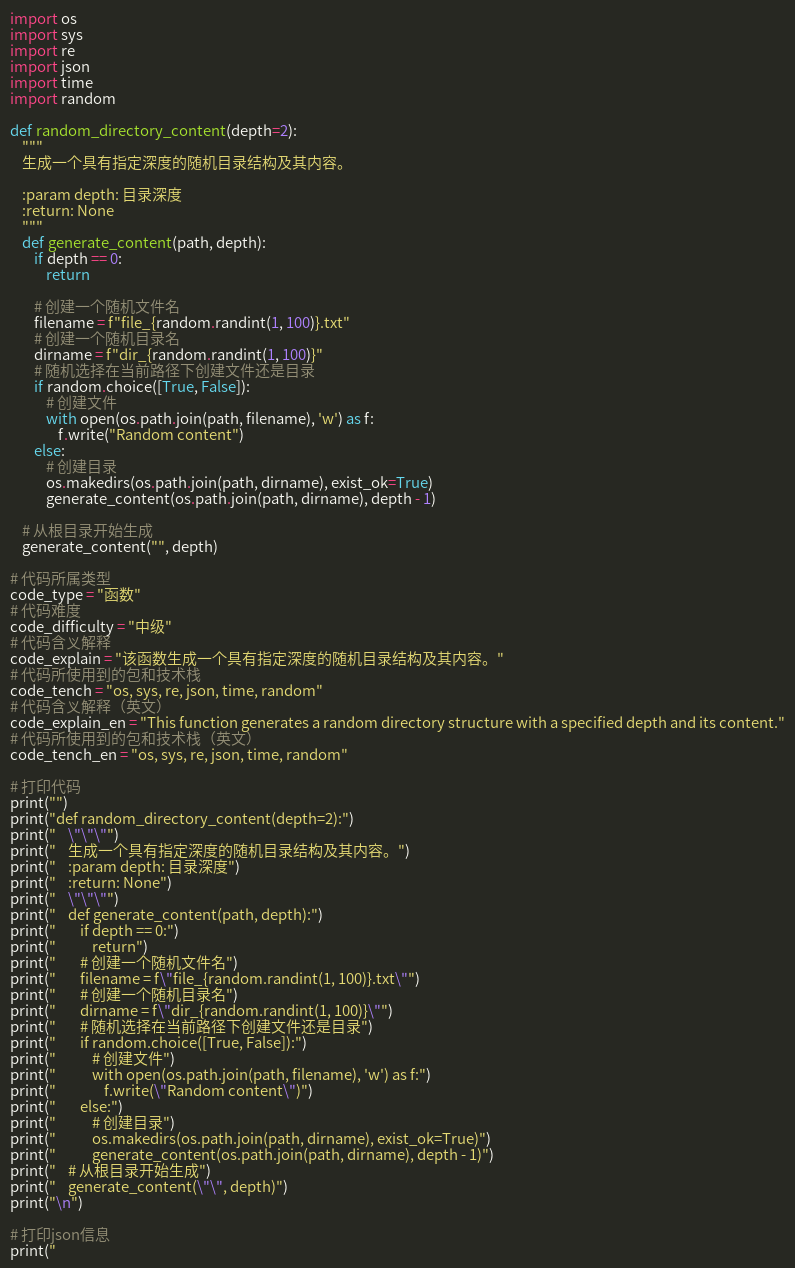 import os
import sys
import re
import json
import time
import random

def random_directory_content(depth=2):
    """
    生成一个具有指定深度的随机目录结构及其内容。

    :param depth: 目录深度
    :return: None
    """
    def generate_content(path, depth):
        if depth == 0:
            return

        # 创建一个随机文件名
        filename = f"file_{random.randint(1, 100)}.txt"
        # 创建一个随机目录名
        dirname = f"dir_{random.randint(1, 100)}"
        # 随机选择在当前路径下创建文件还是目录
        if random.choice([True, False]):
            # 创建文件
            with open(os.path.join(path, filename), 'w') as f:
                f.write("Random content")
        else:
            # 创建目录
            os.makedirs(os.path.join(path, dirname), exist_ok=True)
            generate_content(os.path.join(path, dirname), depth - 1)

    # 从根目录开始生成
    generate_content("", depth)

# 代码所属类型
code_type = "函数"
# 代码难度
code_difficulty = "中级"
# 代码含义解释
code_explain = "该函数生成一个具有指定深度的随机目录结构及其内容。"
# 代码所使用到的包和技术栈
code_tench = "os, sys, re, json, time, random"
# 代码含义解释（英文）
code_explain_en = "This function generates a random directory structure with a specified depth and its content."
# 代码所使用到的包和技术栈（英文）
code_tench_en = "os, sys, re, json, time, random"

# 打印代码
print("")
print("def random_directory_content(depth=2):")
print("    \"\"\"")
print("    生成一个具有指定深度的随机目录结构及其内容。")
print("    :param depth: 目录深度")
print("    :return: None")
print("    \"\"\"")
print("    def generate_content(path, depth):")
print("        if depth == 0:")
print("            return")
print("        # 创建一个随机文件名")
print("        filename = f\"file_{random.randint(1, 100)}.txt\"")
print("        # 创建一个随机目录名")
print("        dirname = f\"dir_{random.randint(1, 100)}\"")
print("        # 随机选择在当前路径下创建文件还是目录")
print("        if random.choice([True, False]):")
print("            # 创建文件")
print("            with open(os.path.join(path, filename), 'w') as f:")
print("                f.write(\"Random content\")")
print("        else:")
print("            # 创建目录")
print("            os.makedirs(os.path.join(path, dirname), exist_ok=True)")
print("            generate_content(os.path.join(path, dirname), depth - 1)")
print("    # 从根目录开始生成")
print("    generate_content(\"\", depth)")
print("\n")

# 打印json信息
print("